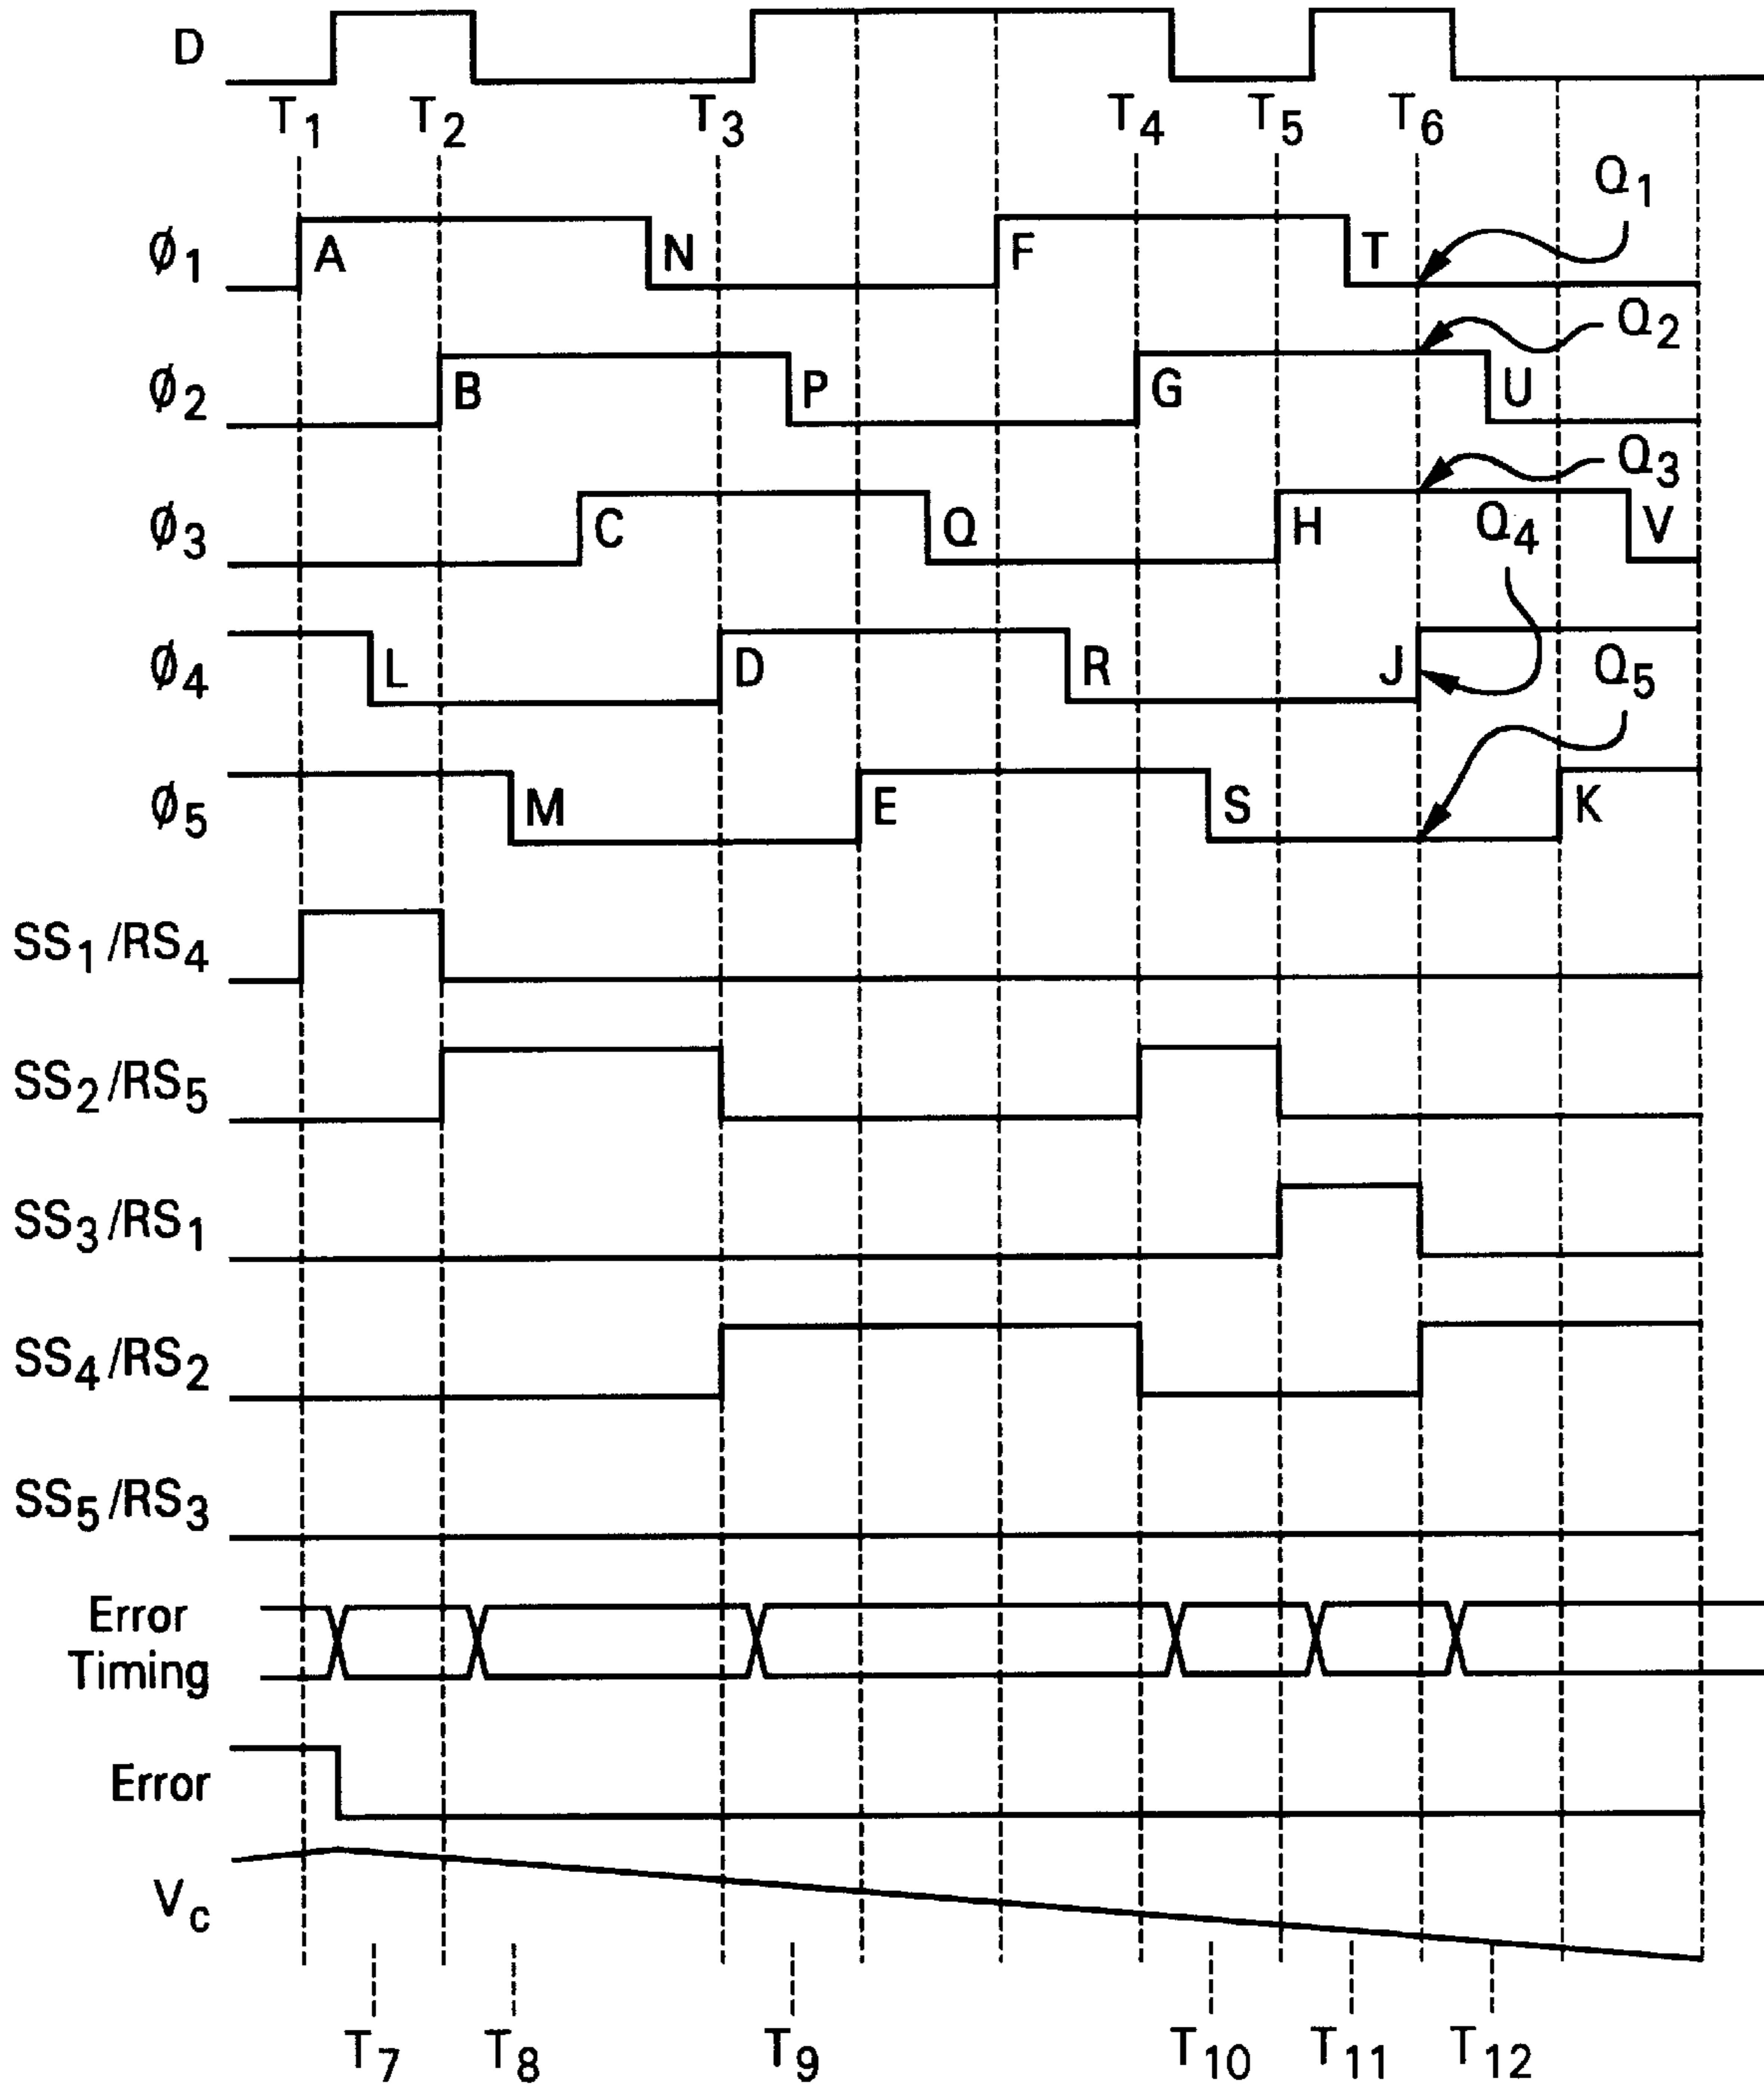 D
T1 T2 T3 T4 T5 T6
Q1
ø1 A N F T
Q2
ø2 B P G U
Q3
ø3 C Q H Q4 V
ø4 L D R J Q5
ø5 M E S K
SS1/RS4
SS2/RS5
SS3/RS1
SS4/RS2
SS5/RS3
Error
Timing
Error
Vc
T7 T8 T9 T10 T11 T12